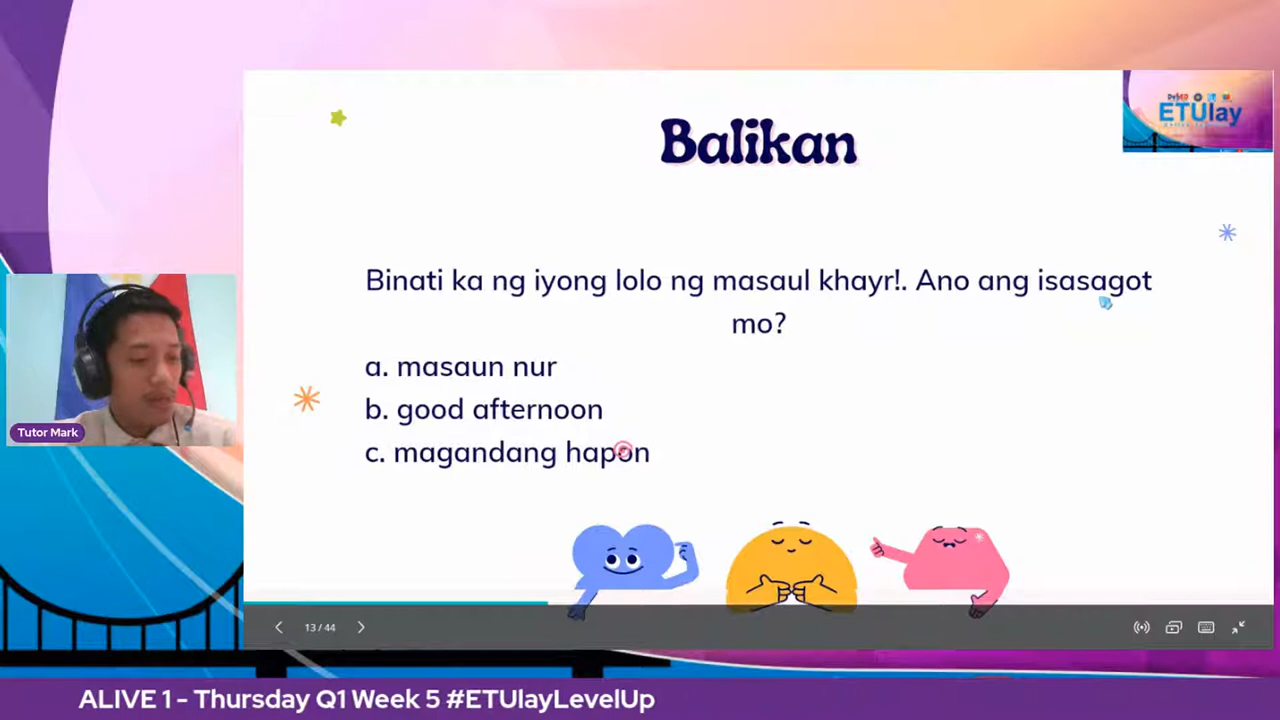 Balikan
ETUlay
Binati ka ng iyong lolo ng masaul khayr!. Ano ang isasagot
mo?
a. masaun nur
b. good afternoon
c. magandang hapon
Tutor Mark
13 / 44
ALIVE 1 - Thursday Q1 Week 5 #ETUlayLevelUp